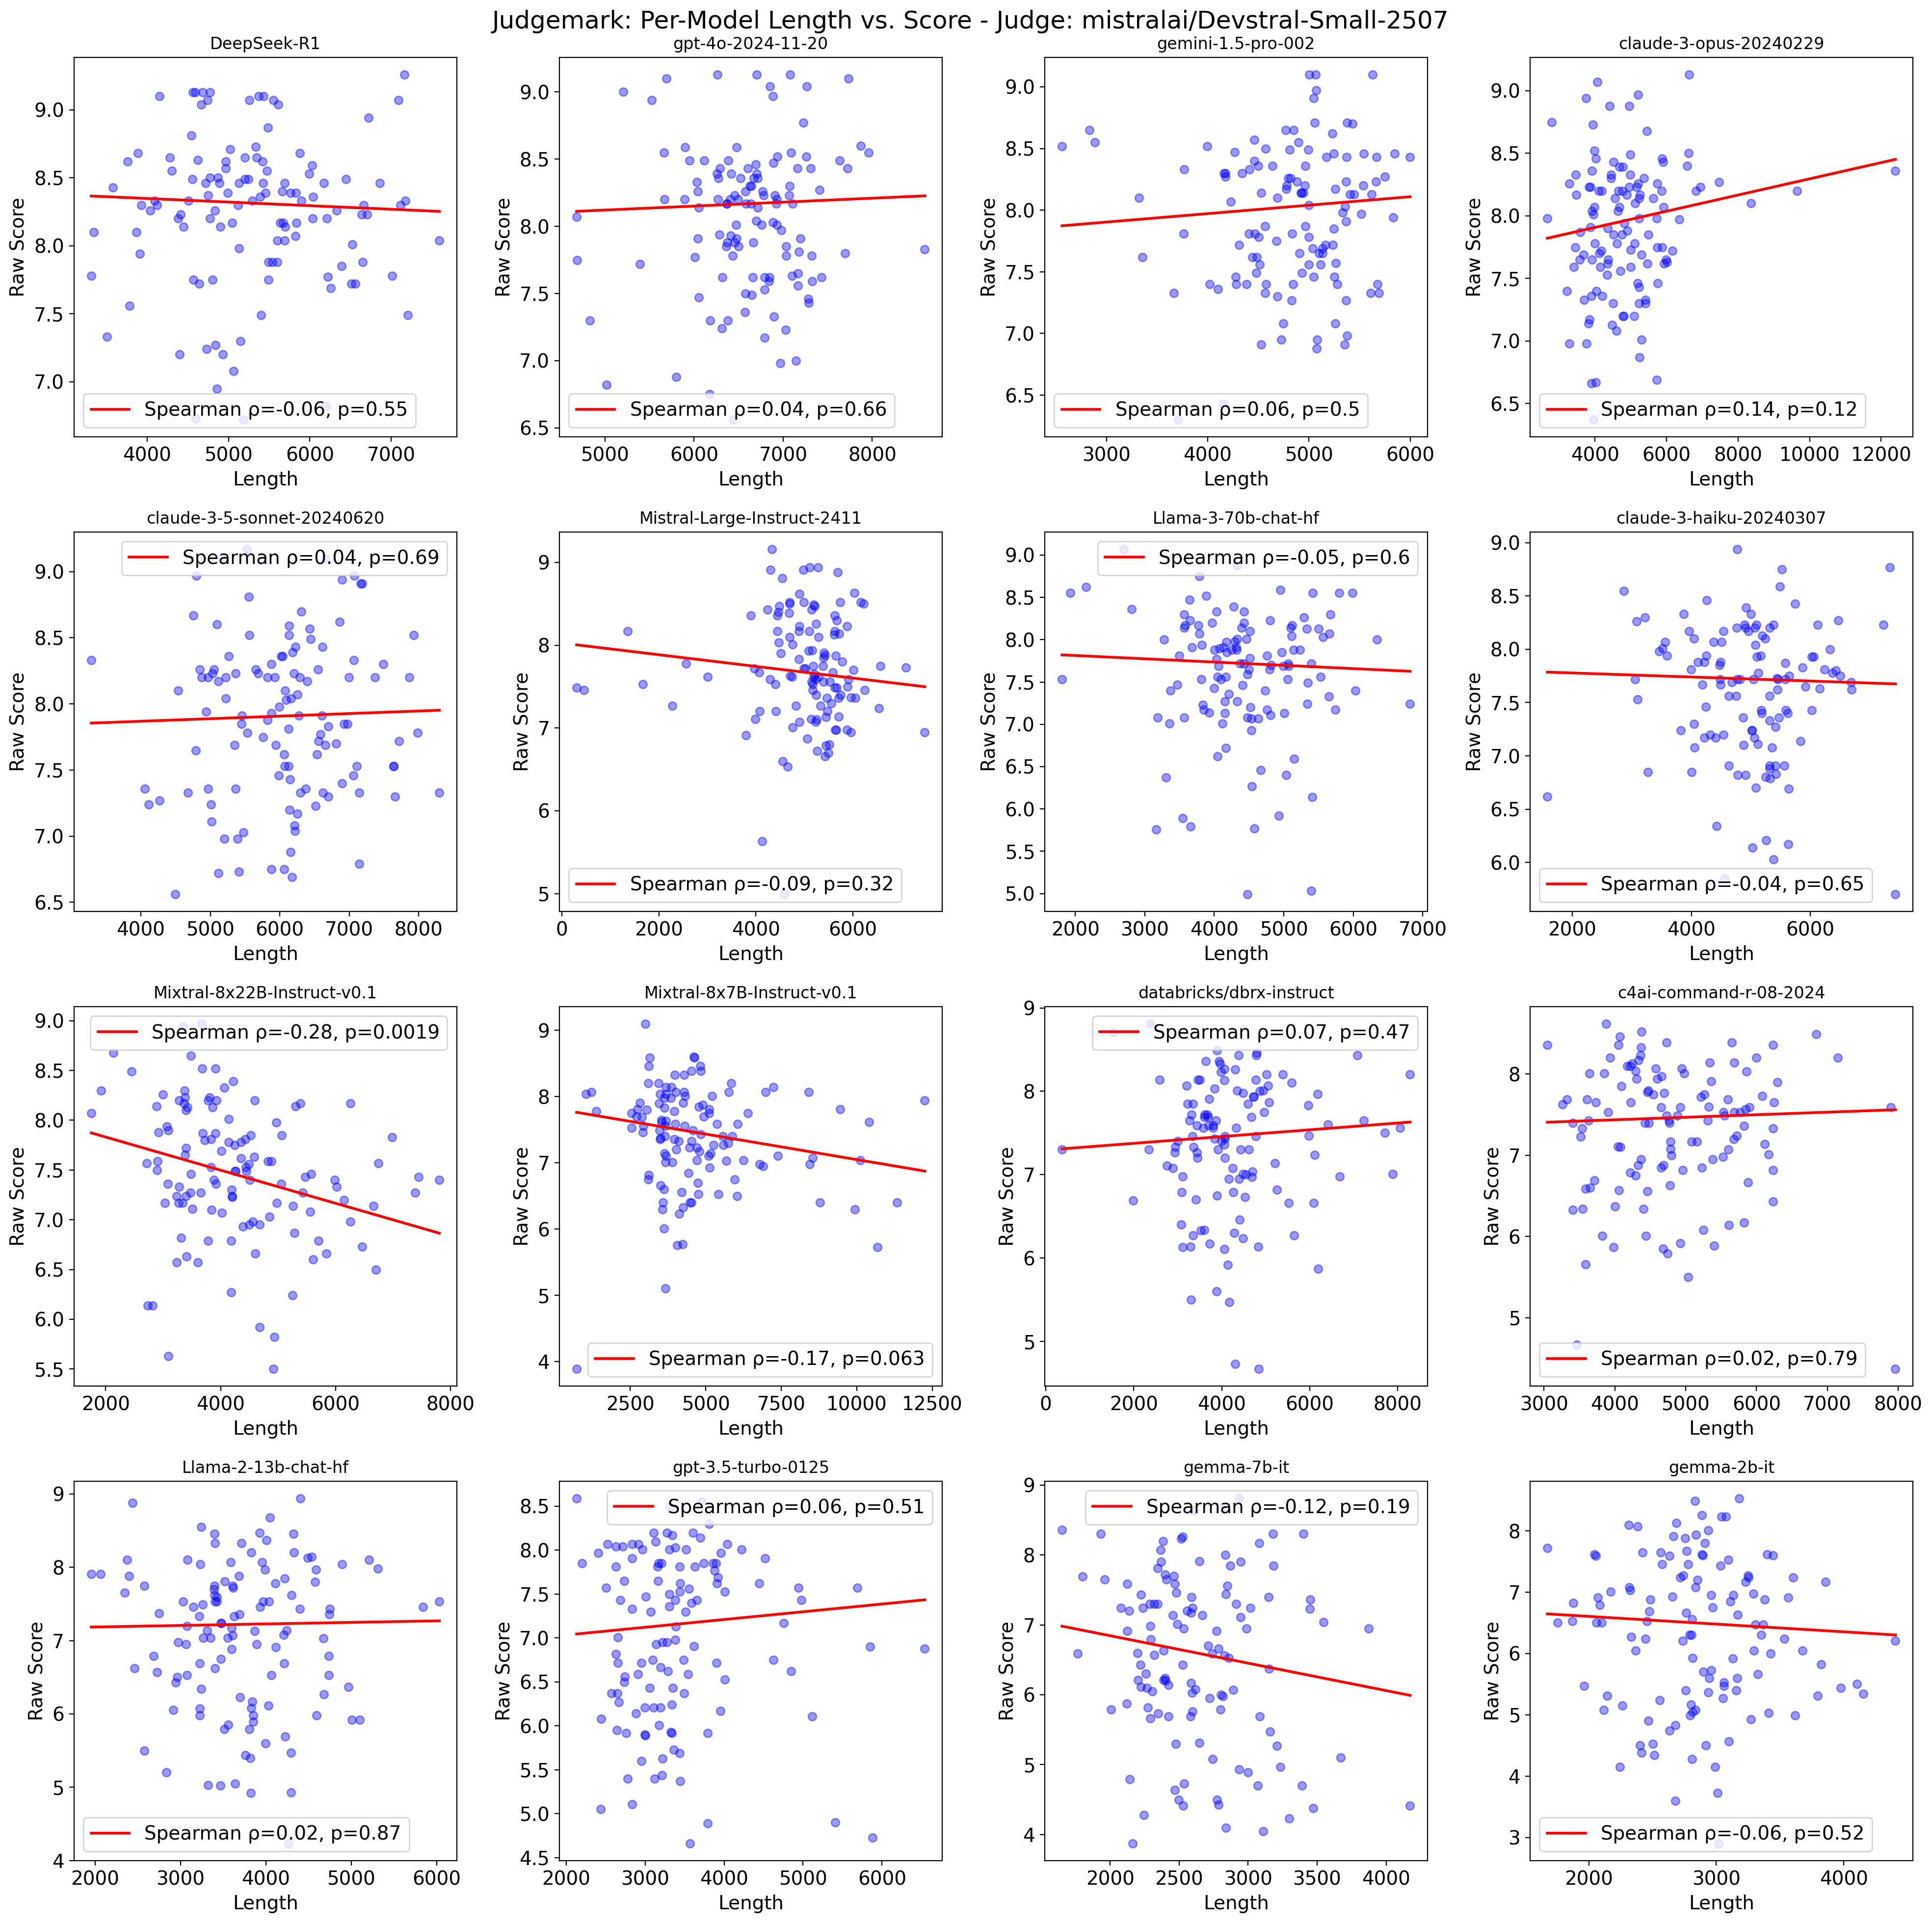 Judgemark: Per-Model Length vs. Score - Judge: mistralai/Devstral-Small-2507
DeepSeek-R1
Raw Score
9.0
8.5
8.0
7.5
7.0
Spearman ρ=-0.06, p=0.55
4000 5000 6000 7000
Length
gpt-4o-2024-11-20
Raw Score
9.0
8.5
8.0
7.5
7.0
6.5
Spearman ρ=0.04, p=0.66
5000 6000 7000 8000
Length
gemini-1.5-pro-002
Raw Score
9.0
8.5
8.0
7.5
7.0
6.5
Spearman ρ=0.06, p=0.5
3000 4000 5000 6000
Length
claude-3-opus-20240229
Raw Score
9.0
8.5
8.0
7.5
7.0
6.5
Spearman ρ=0.14, p=0.12
4000 6000 8000 10000 12000
Length
claude-3-5-sonnet-20240620
Raw Score
Spearman ρ=0.04, p=0.69
9.0
8.5
8.0
7.5
7.0
6.5
4000 5000 6000 7000 8000
Length
Mistral-Large-Instruct-2411
Raw Score
9
8
7
6
5
Spearman ρ=-0.09, p=0.32
0 2000 4000 6000
Length
Llama-3-70b-chat-hf
Raw Score
Spearman ρ=-0.05, p=0.6
9.0
8.5
8.0
7.5
7.0
6.5
6.0
5.5
5.0
2000 3000 4000 5000 6000 7000
Length
claude-3-haiku-20240307
Raw Score
9.0
8.5
8.0
7.5
7.0
6.5
6.0
Spearman ρ=-0.04, p=0.65
2000 4000 6000
Length
Mixtral-8x22B-Instruct-v0.1
Raw Score
Spearman ρ=-0.28, p=0.0019
9.0
8.5
8.0
7.5
7.0
6.5
6.0
5.5
2000 4000 6000 8000
Length
Mixtral-8x7B-Instruct-v0.1
Raw Score
9
8
7
6
5
4
Spearman ρ=-0.17, p=0.063
2500 5000 7500 10000 12500
Length
databricks/dbrx-instruct
Raw Score
Spearman ρ=0.07, p=0.47
9
8
7
6
5
0 2000 4000 6000 8000
Length
c4ai-command-r-08-2024
Raw Score
8
7
6
5
Spearman ρ=0.02, p=0.79
3000 4000 5000 6000 7000 8000
Length
Llama-2-13b-chat-hf
Raw Score
9
8
7
6
5
4
Spearman ρ=0.02, p=0.87
2000 3000 4000 5000 6000
Length
gpt-3.5-turbo-0125
Raw Score
Spearman ρ=0.06, p=0.51
8.5
8.0
7.5
7.0
6.5
6.0
5.5
5.0
4.5
2000 3000 4000 5000 6000
Length
gemma-7b-it
Raw Score
Spearman ρ=-0.12, p=0.19
9
8
7
6
5
4
2000 2500 3000 3500 4000
Length
gemma-2b-it
Raw Score
8
7
6
5
4
3
Spearman ρ=-0.06, p=0.52
2000 3000 4000
Length